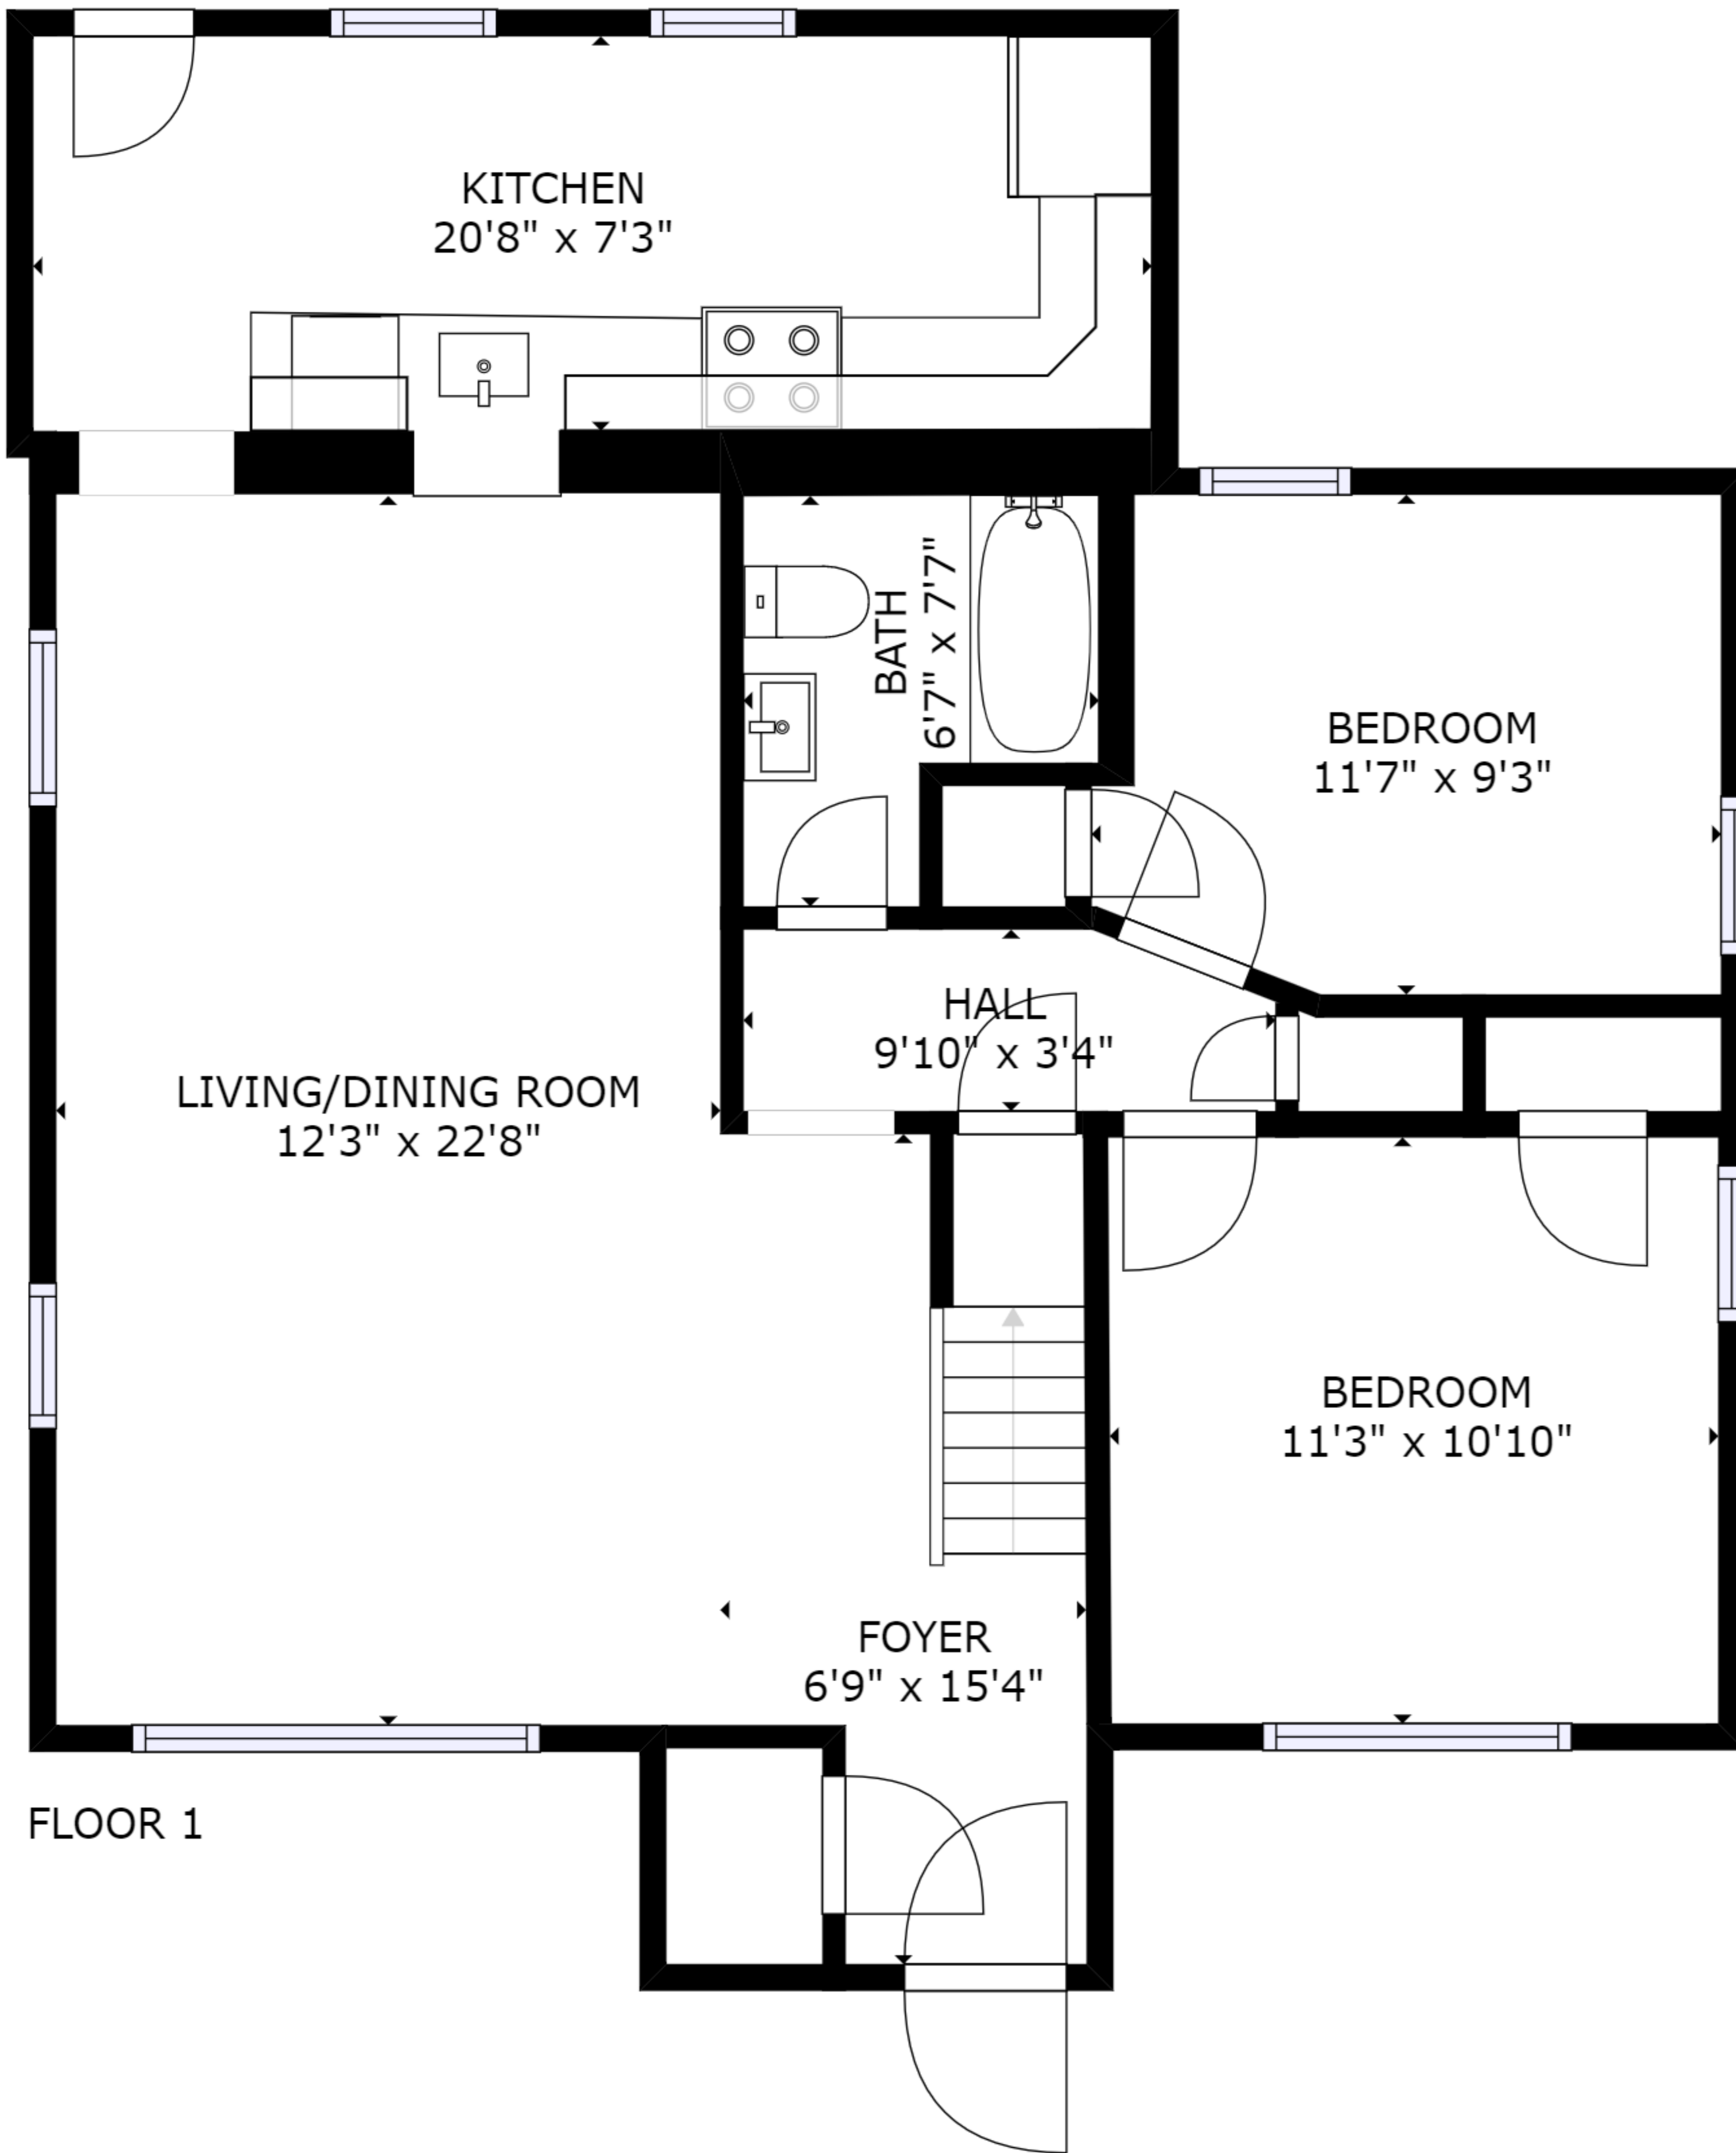 KITCHEN
20'8" x 7'3"
BATH
6'7" x 7'7"
BEDROOM
11'7" x 9'3"
HALL
9'10" x 3'4"
LIVING/DINING ROOM
12'3" x 22'8"
BEDROOM
11'3" x 10'10"
FOYER
6'9" x 15'4"
FLOOR 1